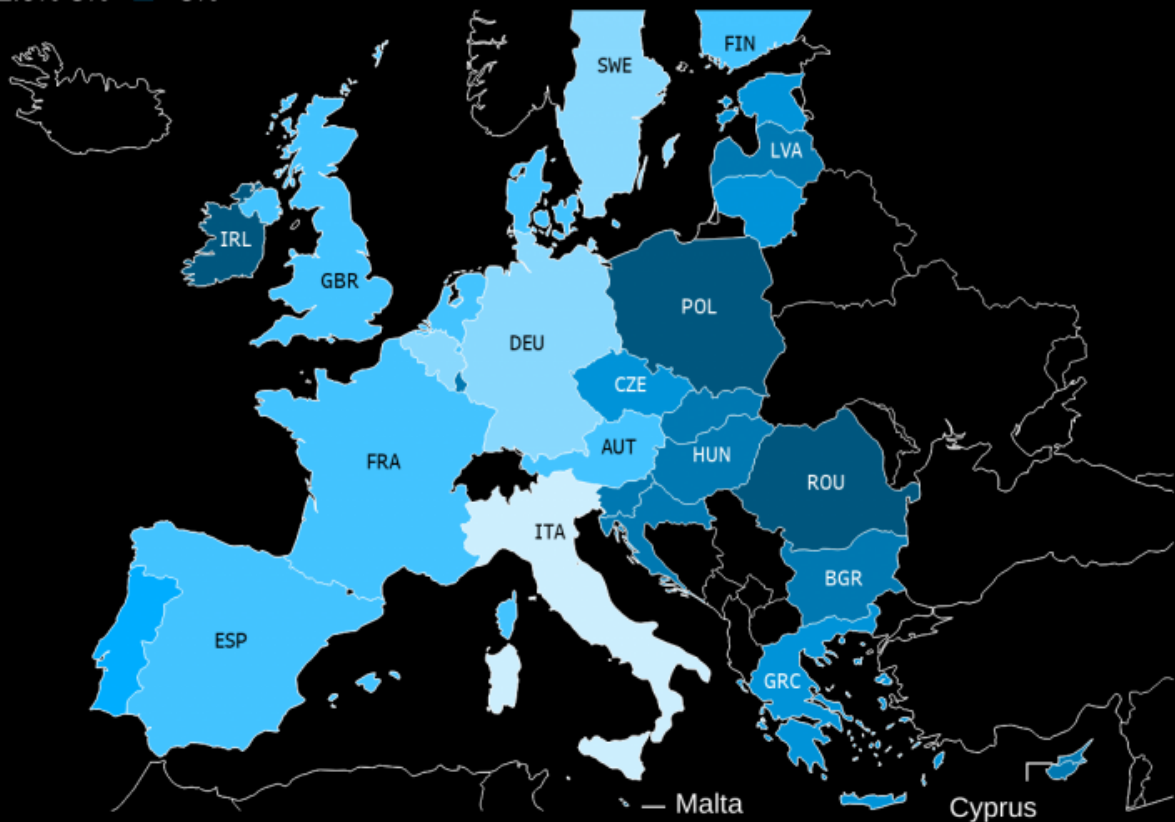 FIN
SWE
LVA
IRL
GBR
POL
DEU
CZE
AUT
HUN
FRA
ROU
ITA
BGR
ESP
GRC
Malta
Cyprus